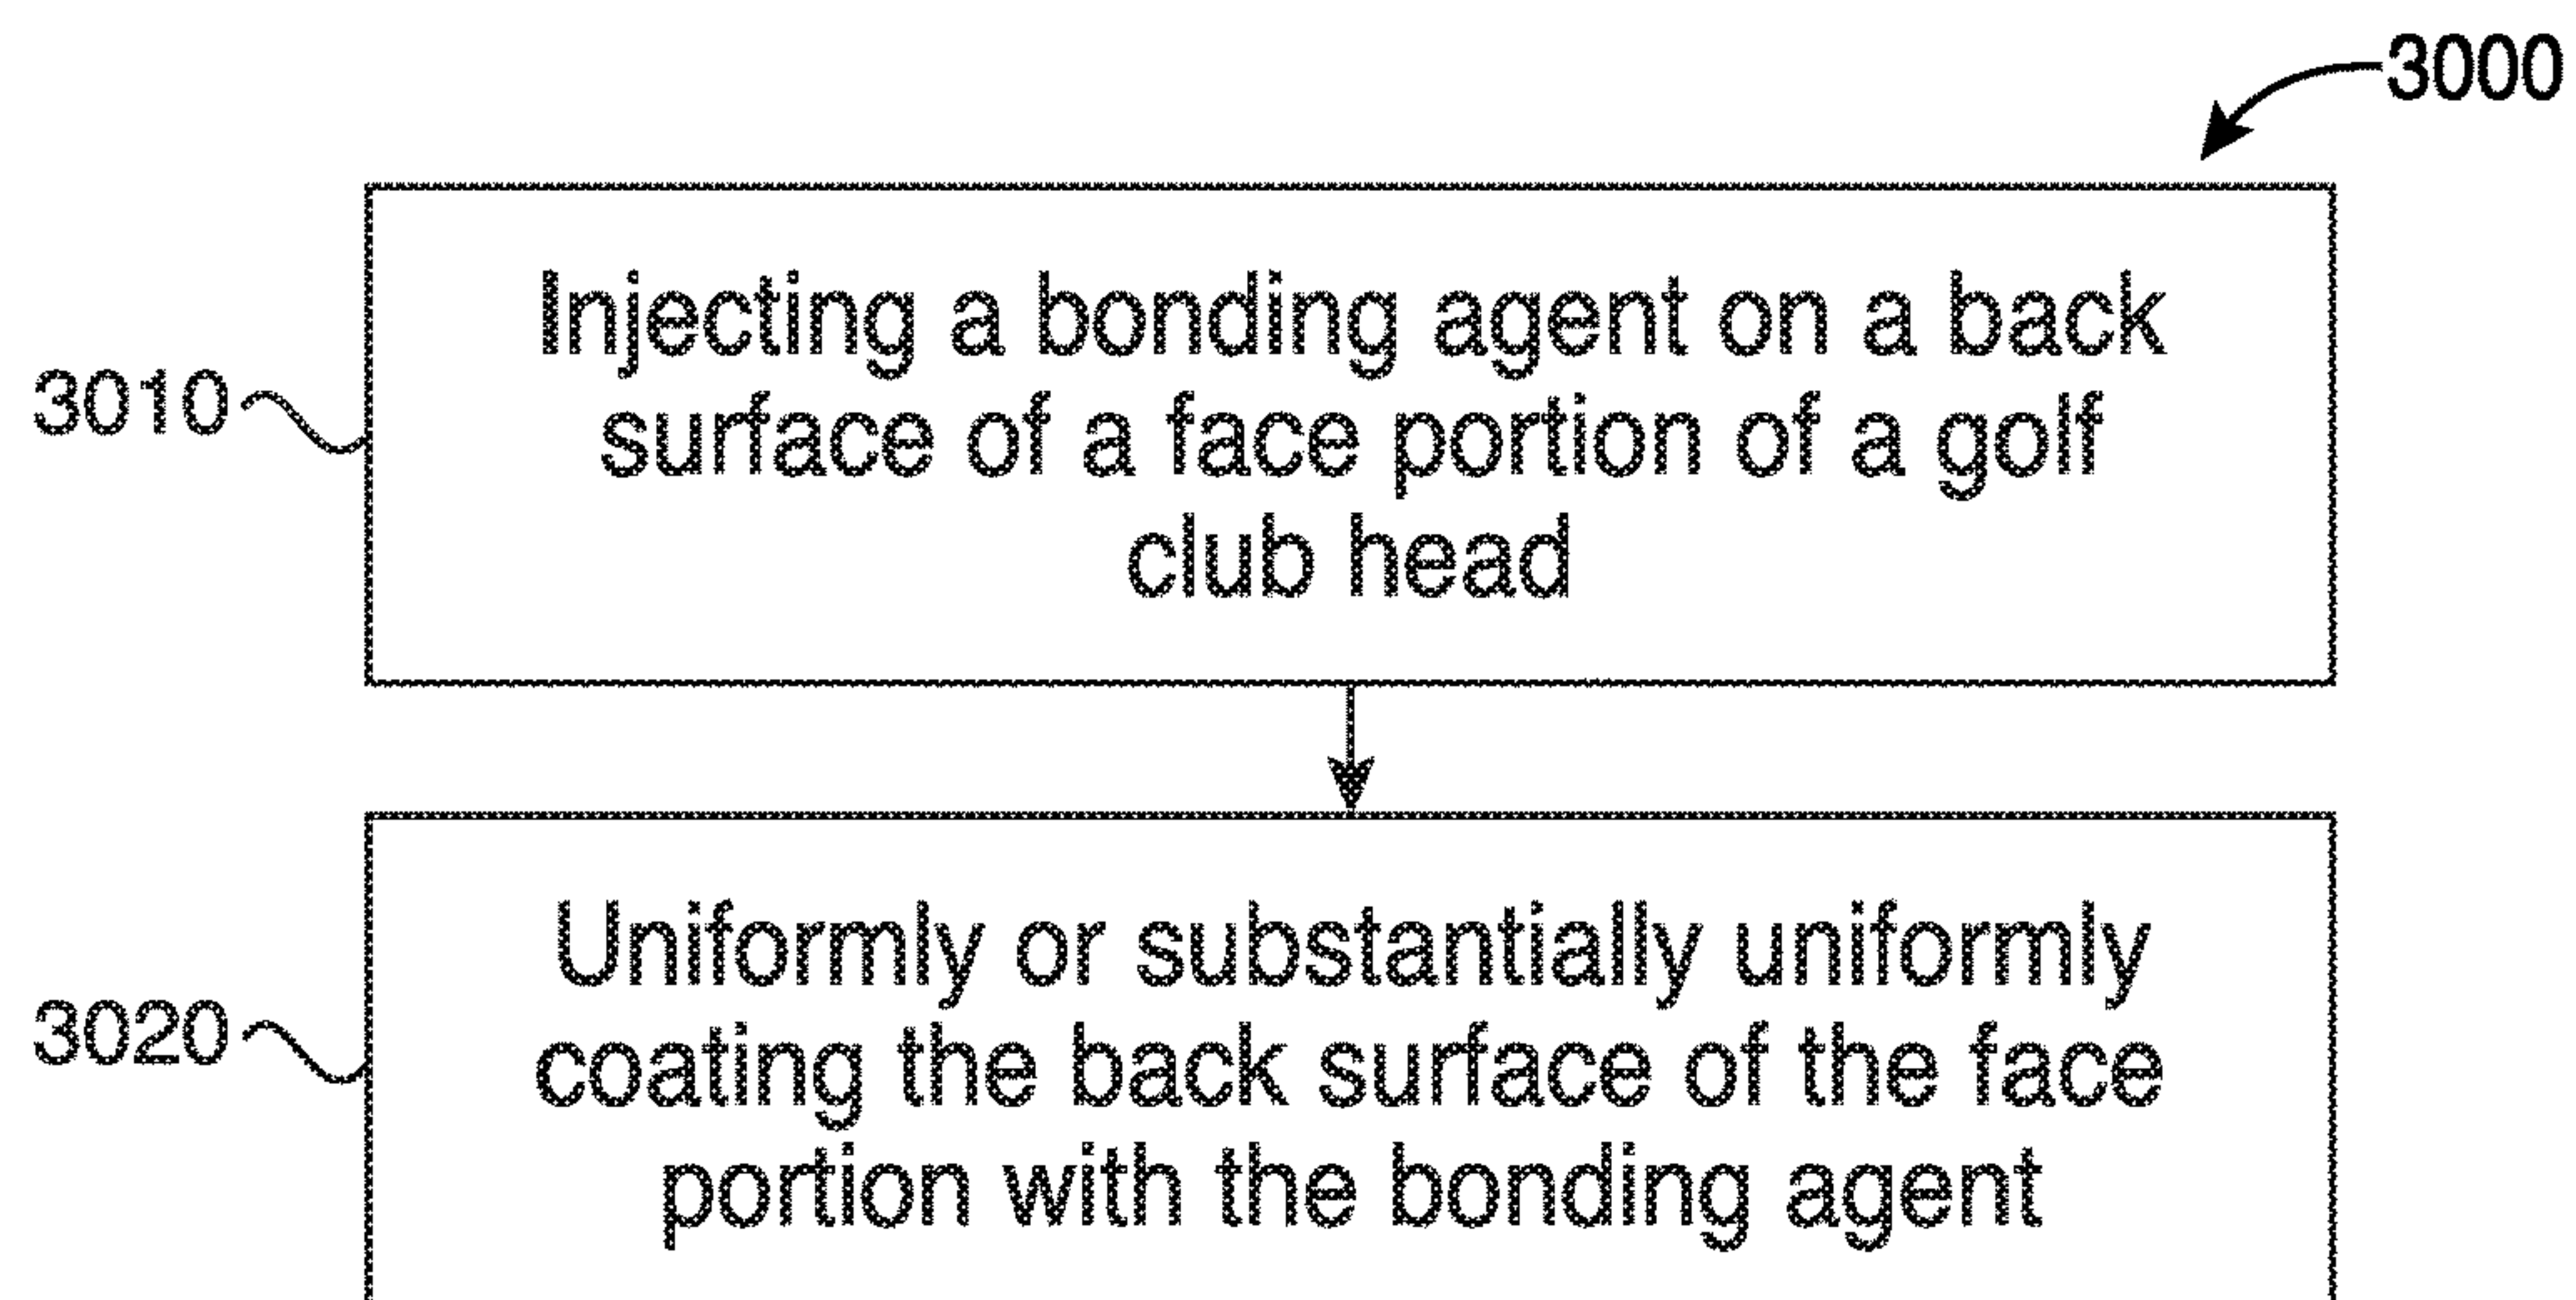 3000
Injecting a bonding agent on a back
surface of a face portion of a golf
club head
3010
Uniformly or substantially uniformly
coating the back surface of the face
portion with the bonding agent
3020